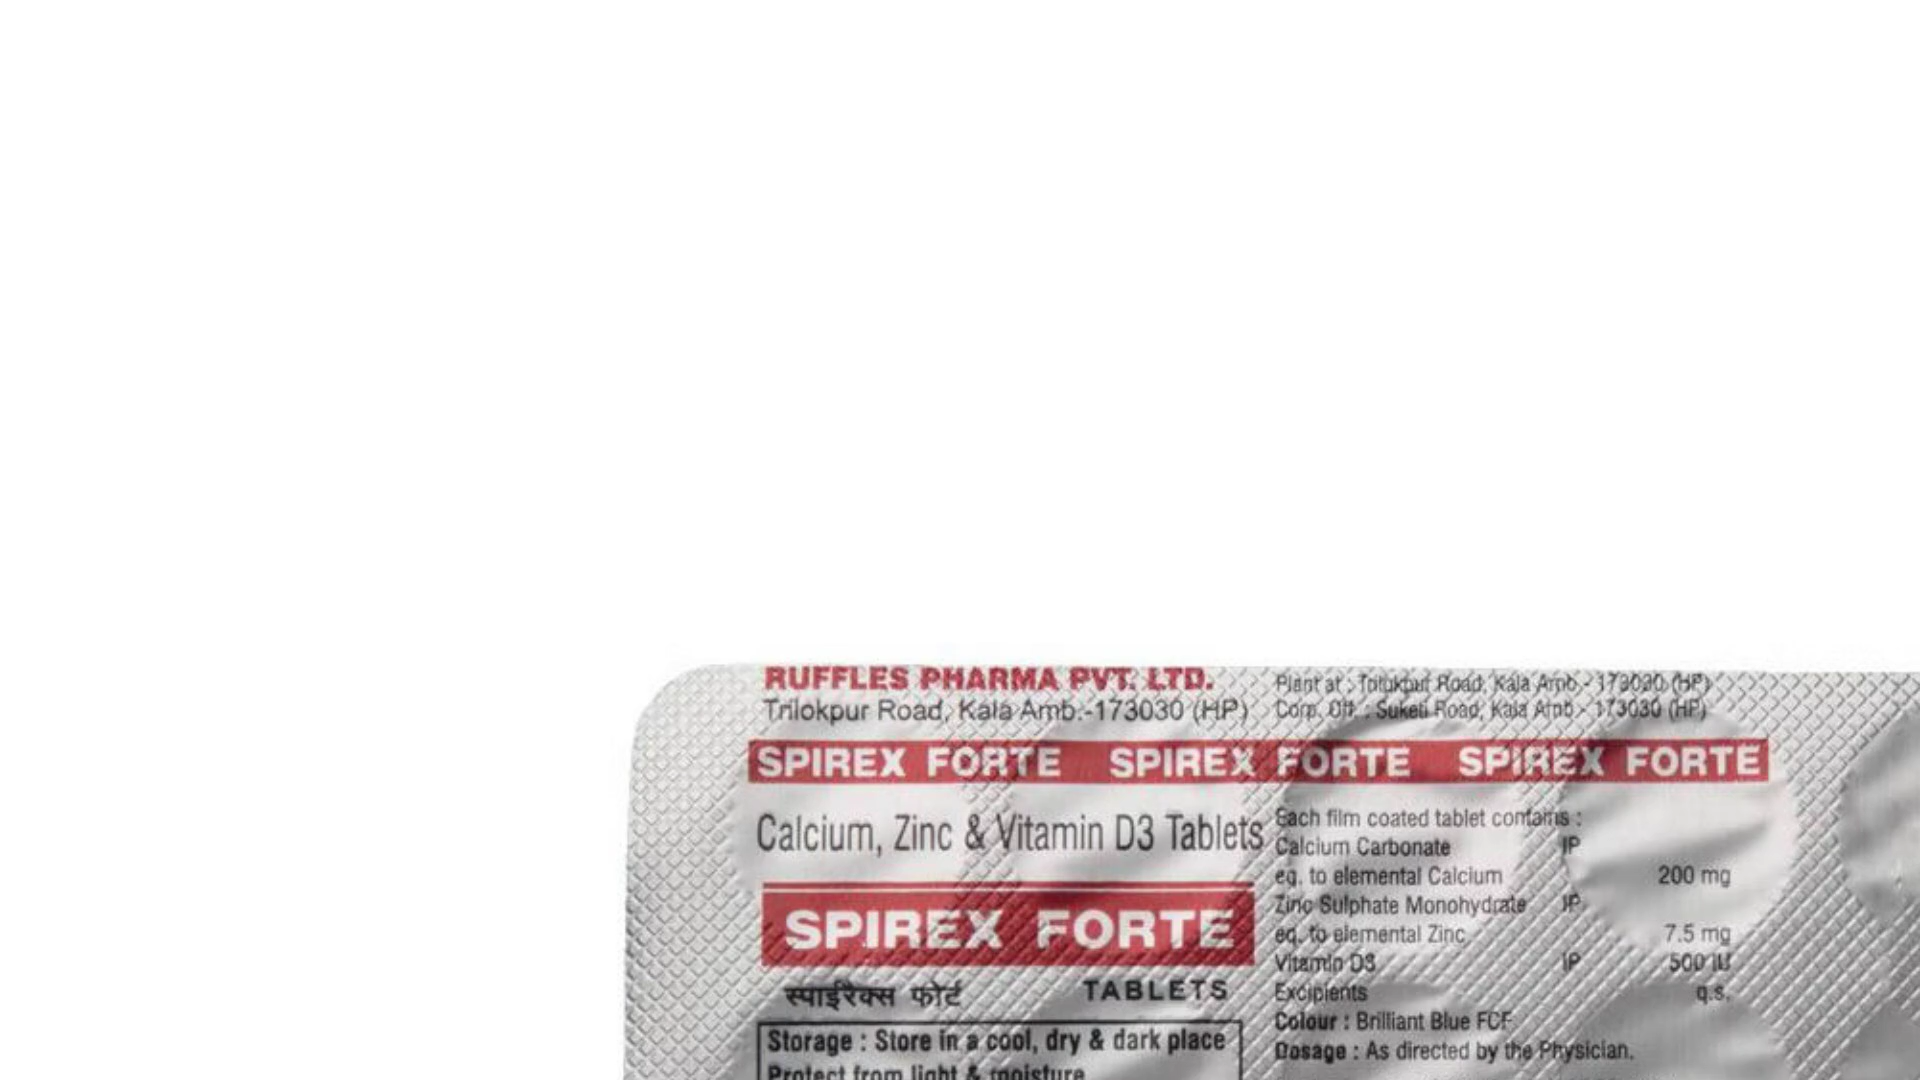 RUFFLES PHARMA PVT. LTD.
Trilokpur Road, Kala Amb.-173030 (HP)
Plant at : Trilokpur Road, Kala Amb - 173030 (HP)
Corp. Off. : Suketi Road, Kala Amb - 173030 (HP)
SPIREX FORTE SPIREX FORTE SPIREX FORTE
Calcium, Zinc & Vitamin D3 Tablets
SPIREX FORTE
स्पाईरैक्स फोर्ट TABLETS
Storage : Store in a cool, dry & dark place
Protect from light & moisture
Each film coated tablet contains :
Calcium Carbonate IP
eq. to elemental Calcium 200 mg
Zinc Sulphate Monohydrate IP
eq. to elemental Zinc 7.5 mg
Vitamin D3 IP 500 IU
Excipients q.s.
Colour : Brilliant Blue FCF
Dosage : As directed by the Physician.